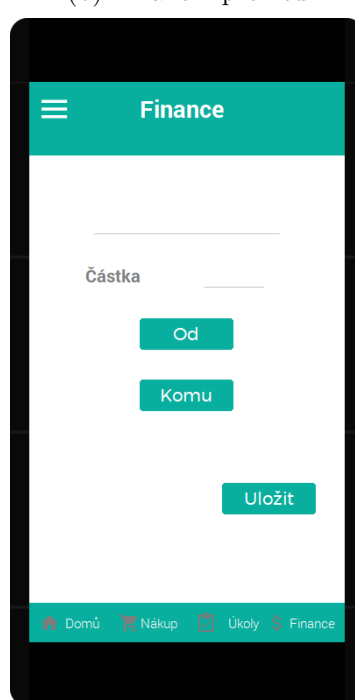 Finance
Částka
Od
Komu
Uložit
Domů Nákup Úkoly $ Finance